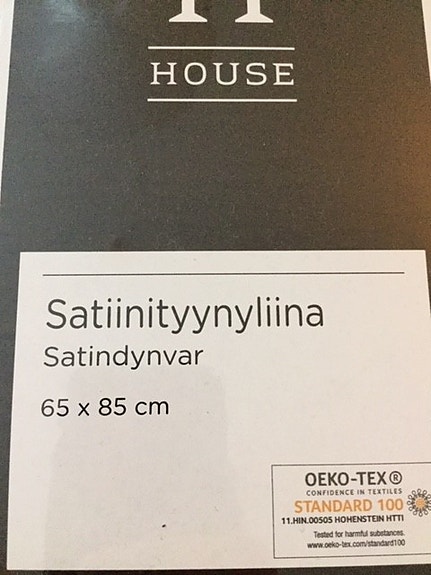 HOUSE
Satiinityynyliina
Satindynvar
65 x 85 cm
OEKO-TEX®
CONFIDENCE IN TEXTILES
STANDARD 100
11.HIN.00505 HOHENSTEIN HTTI
Tested for harmful substances.
www.oeko-tex.com/standard100